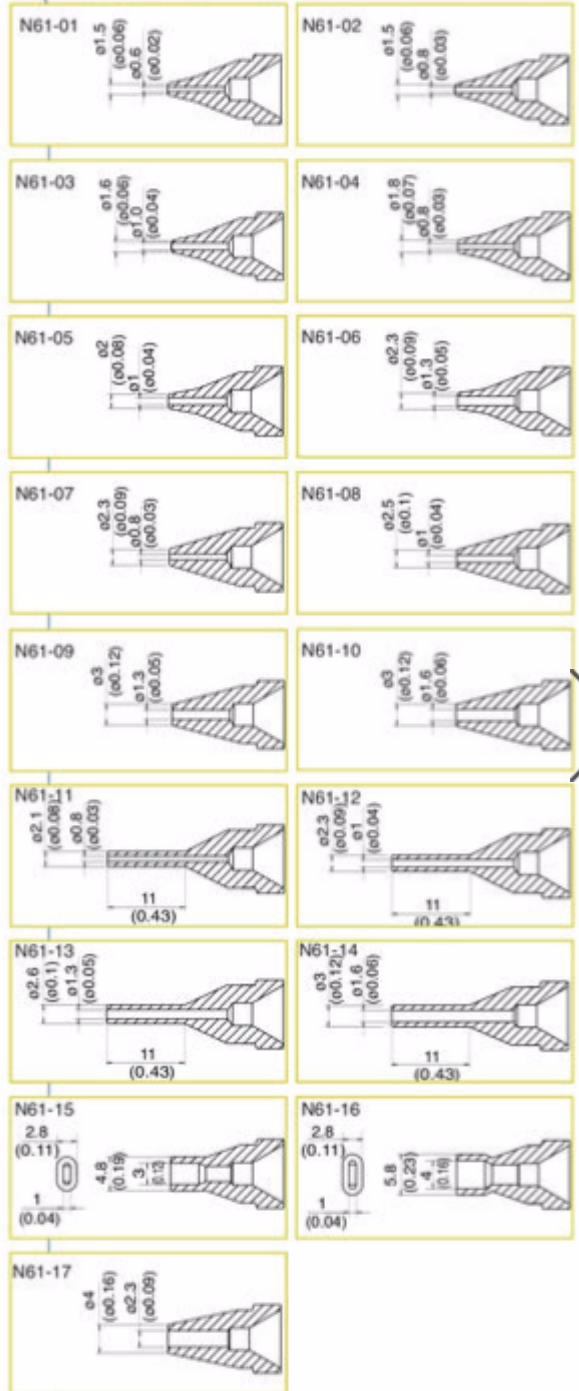 N61-01
ø1.5
(ø0.06)
ø0.6
(ø0.02)
N61-02
ø1.5
(ø0.06)
ø0.8
(ø0.03)
N61-03
ø1.6
(ø0.06)
ø1.0
(ø0.04)
N61-04
ø1.8
(ø0.07)
ø0.8
(ø0.03)
N61-05
ø2
(ø0.08)
ø1
(ø0.04)
N61-06
ø2.3
(ø0.09)
ø1.3
(ø0.05)
N61-07
ø2.3
(ø0.09)
ø0.8
(ø0.03)
N61-08
ø2.5
(ø0.1)
ø1
(ø0.04)
N61-09
ø3
(ø0.12)
ø1.3
(ø0.05)
N61-10
ø3
(ø0.12)
ø1.6
(ø0.06)
N61-11
ø2.1
(ø0.08)
ø0.8
(ø0.03)
11
(0.43)
N61-12
ø2.3
(ø0.09)
ø1
(ø0.04)
11
(0.43)
N61-13
ø2.6
(ø0.1)
ø1.3
(ø0.05)
11
(0.43)
N61-14
ø3
(ø0.12)
ø1.6
(ø0.06)
11
(0.43)
N61-15
2.8
(0.11)
1
(0.04)
4.8
(0.19)
3
(0.12)
N61-16
2.8
(0.11)
1
(0.04)
5.8
(0.23)
4
(0.16)
N61-17
ø4
(ø0.16)
ø2.3
(ø0.09)